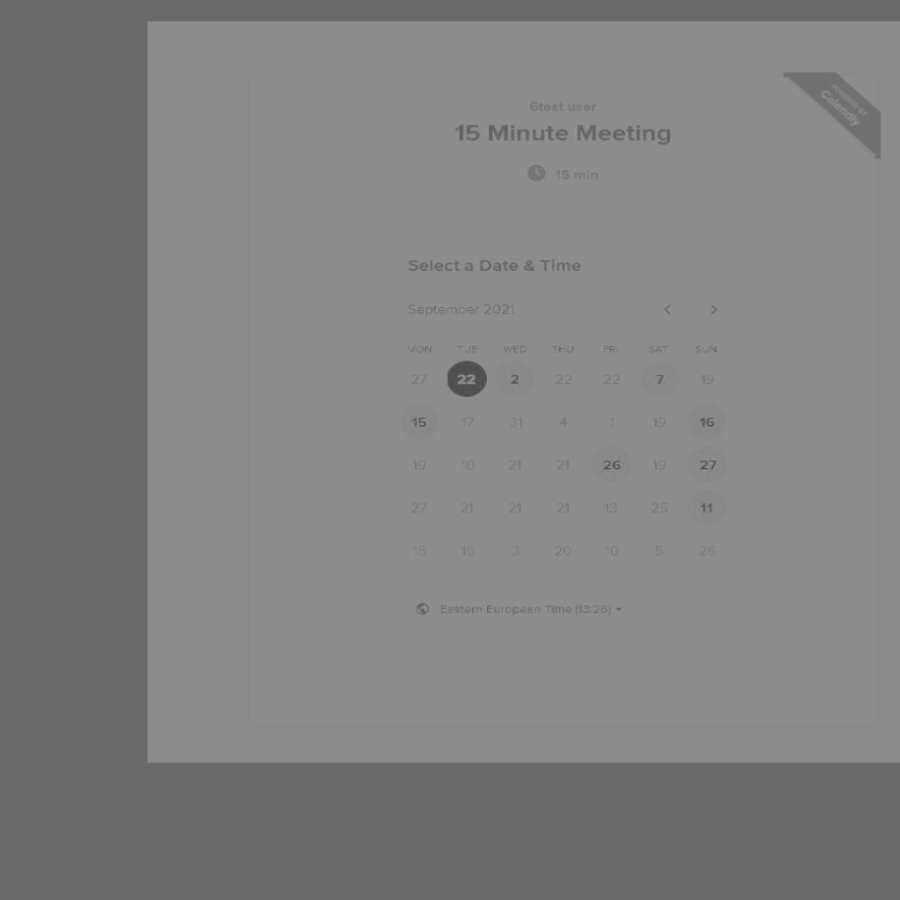 POWERED BY
Calendly
6test user
15 Minute Meeting
15 min
Select a Date & Time
September 2021
MON TUE WED THU FRI SAT SUN
27 22 2 22 22 7 19
15 17 31 4 1 19 16
19 10 21 21 26 19 27
27 21 21 21 13 25 11
15 16 3 20 10 5 26
Eastern European Time (13:26)